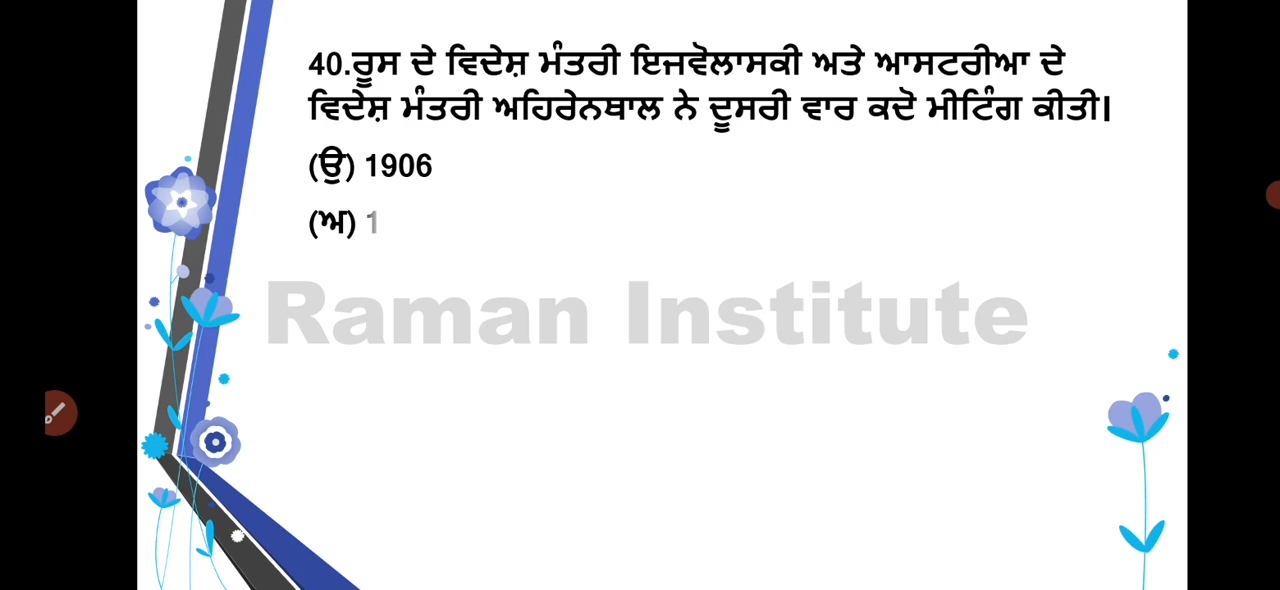 40.ਰੂਸ ਦੇ ਵਿਦੇਸ਼ ਮੰਤਰੀ ਇਜਵੋਲਾਸਕੀ ਅਤੇ ਆਸਟਰੀਆ ਦੇ
ਵਿਦੇਸ਼ ਮੰਤਰੀ ਅਹਿਰੇਨਥਾਲ ਨੇ ਦੂਸਰੀ ਵਾਰ ਕਦੋ ਮੀਟਿੰਗ ਕੀਤੀ।
(ਉ) 1906
(ਅ) 1
Raman Institute